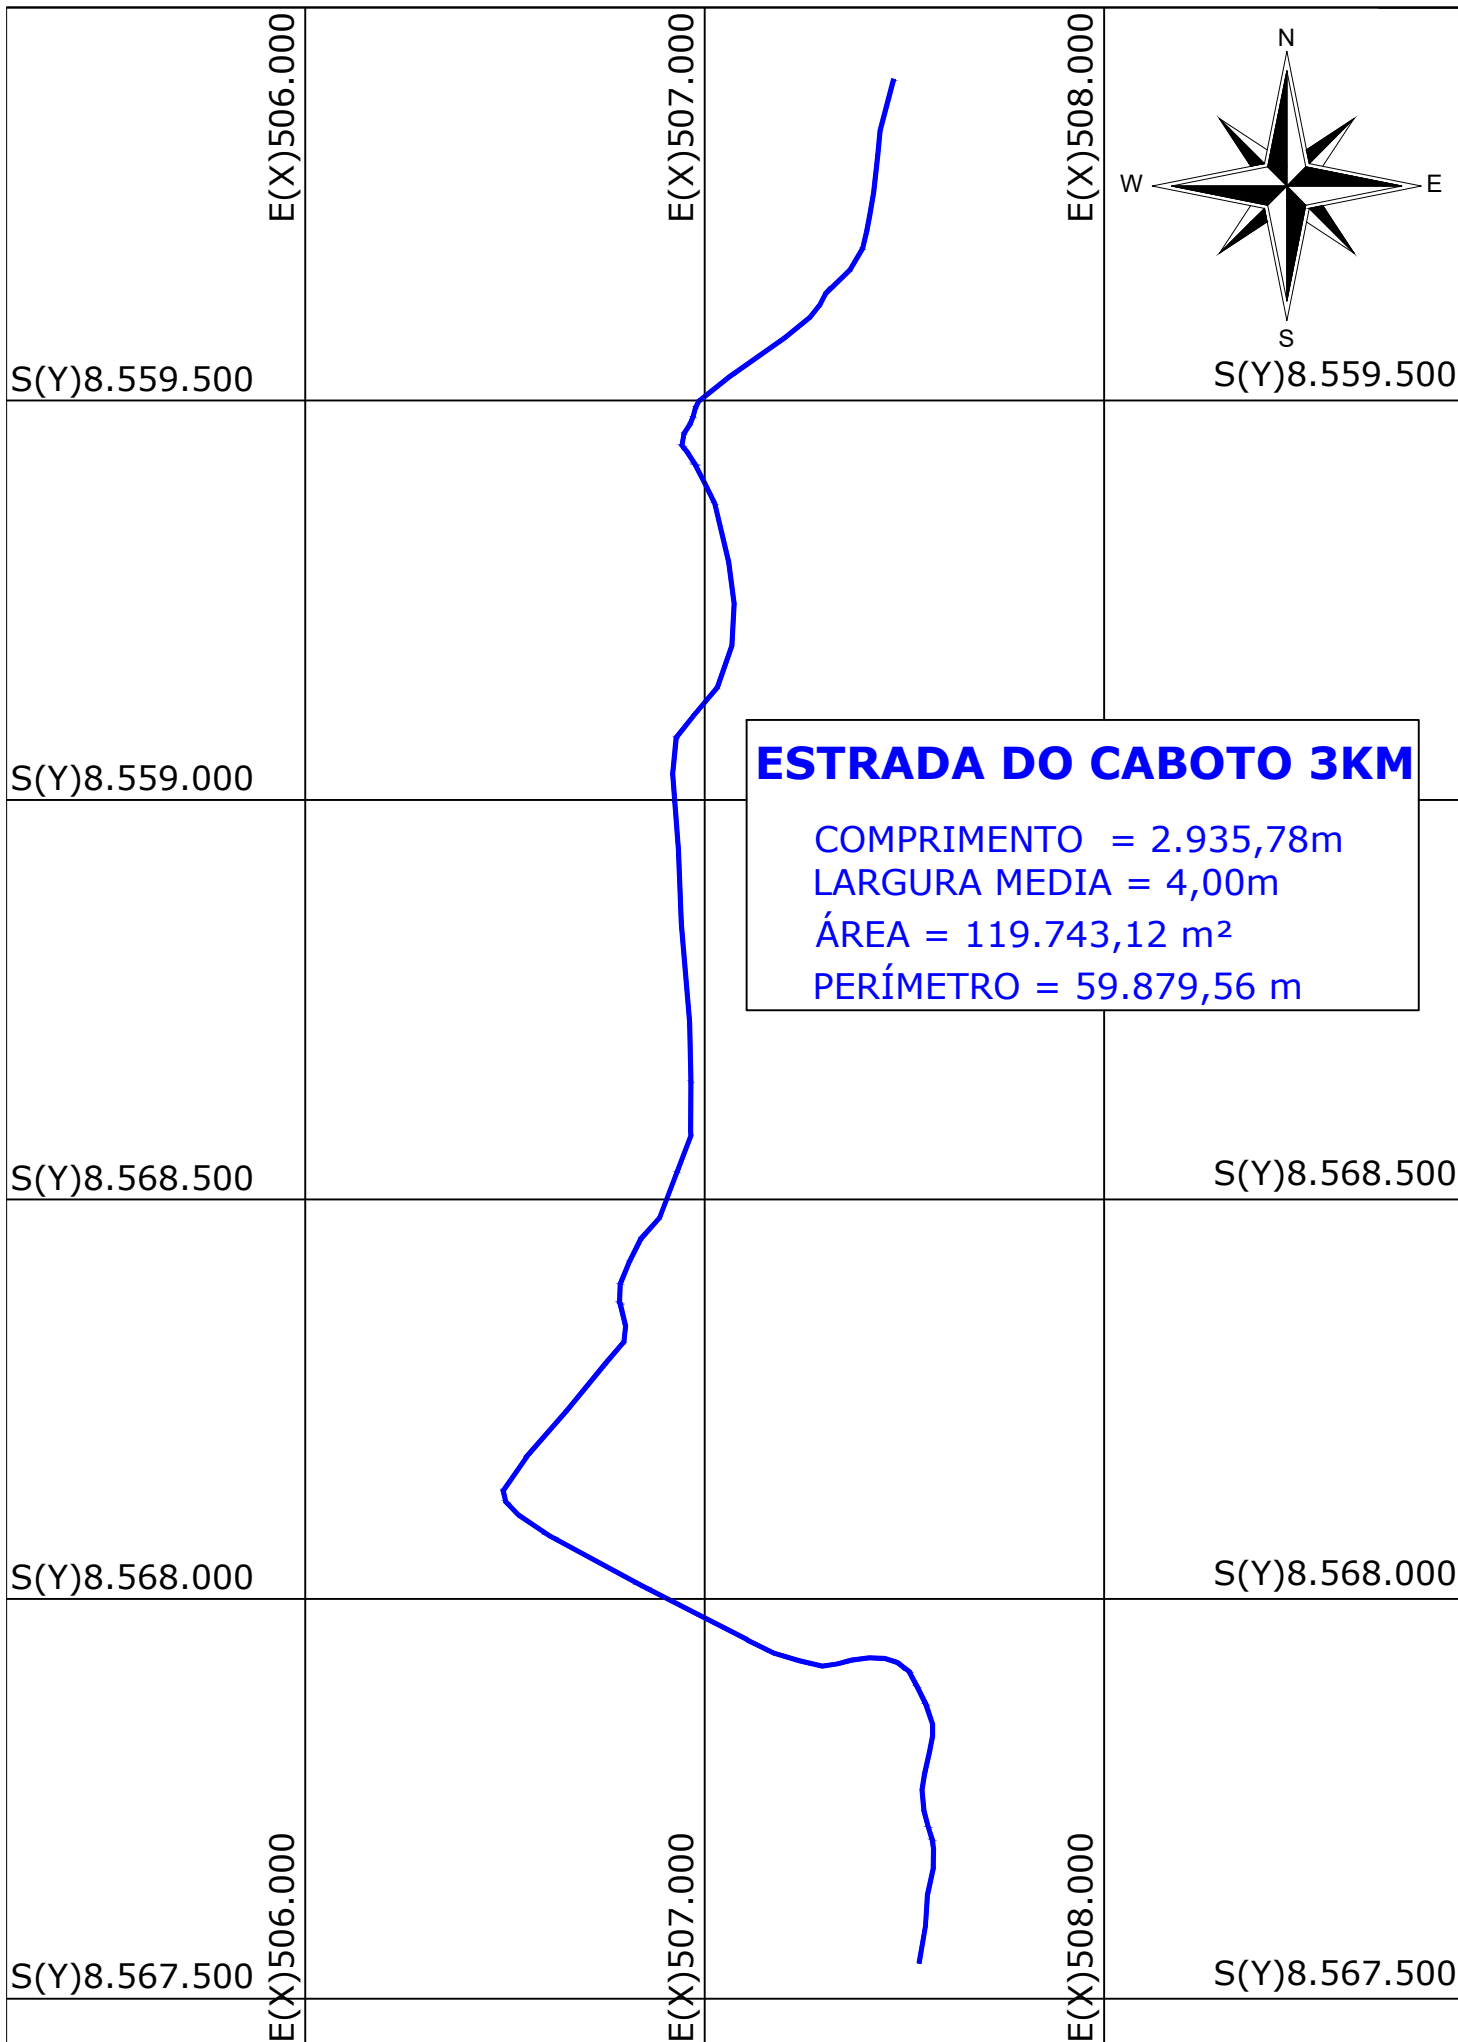 E(X)506.000
E(X)507.000
E(X)508.000
N
W
E
S
S(Y)8.559.500
S(Y)8.559.500
S(Y)8.559.000
ESTRADA DO CABOTO 3KM
COMPRIMENTO = 2.935,78m
LARGURA MEDIA = 4,00m
ÁREA = 119.743,12 m²
PERÍMETRO = 59.879,56 m
S(Y)8.568.500
S(Y)8.568.500
S(Y)8.568.000
S(Y)8.568.000
E(X)506.000
E(X)507.000
E(X)508.000
S(Y)8.567.500
S(Y)8.567.500